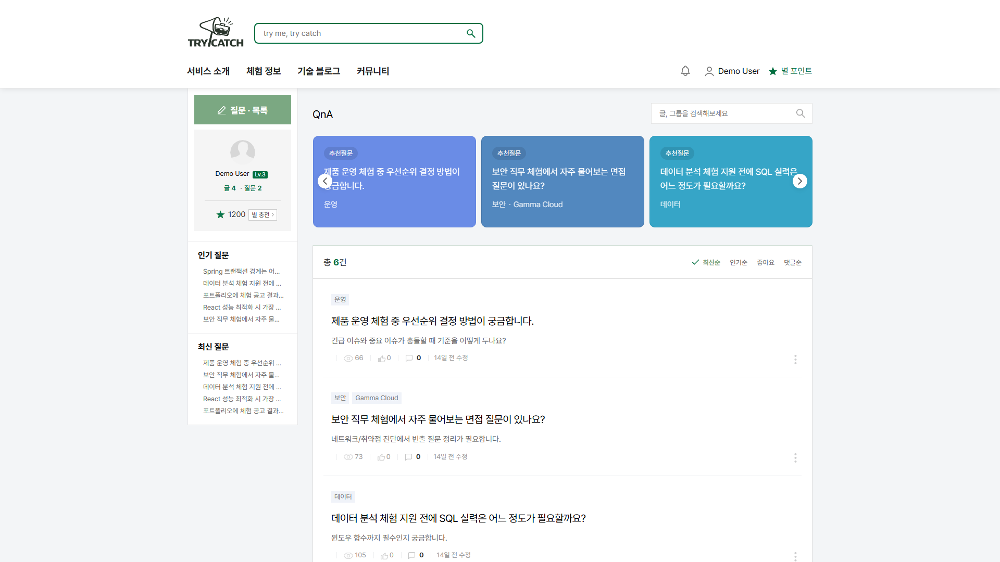 TRY/CATCH
try me, try catch
서비스 소개 체험 정보 기술 블로그 커뮤니티
Demo User 별 포인트
질문 · 목록
Demo User Lv.3
글 4 · 질문 2
1200 별 충전
인기 질문
Spring 트랜잭션 경계는 어...
데이터 분석 체험 지원 전에 ...
포트폴리오에 체험 공고 결과...
React 성능 최적화 시 가장 ...
보안 직무 체험에서 자주 물...
최신 질문
제품 운영 체험 중 우선순위 ...
보안 직무 체험에서 자주 물...
데이터 분석 체험 지원 전에 ...
React 성능 최적화 시 가장 ...
포트폴리오에 체험 공고 결과...
QnA
글, 그룹을 검색해보세요
추천질문
제품 운영 체험 중 우선순위 결정 방법이
궁금합니다.
운영
추천질문
보안 직무 체험에서 자주 물어보는 면접
질문이 있나요?
보안 · Gamma Cloud
추천질문
데이터 분석 체험 지원 전에 SQL 실력은
어느 정도가 필요할까요?
데이터
총 6건
최신순 인기순 좋아요 댓글순
운영
제품 운영 체험 중 우선순위 결정 방법이 궁금합니다.
긴급 이슈와 중요 이슈가 충돌할 때 기준을 어떻게 두나요?
66 0 0 14일 전 수정
보안 Gamma Cloud
보안 직무 체험에서 자주 물어보는 면접 질문이 있나요?
네트워크/취약점 진단에서 빈출 질문 정리가 필요합니다.
73 0 0 14일 전 수정
데이터
데이터 분석 체험 지원 전에 SQL 실력은 어느 정도가 필요할까요?
윈도우 함수까지 필수인지 궁금합니다.
105 0 0 14일 전 수정